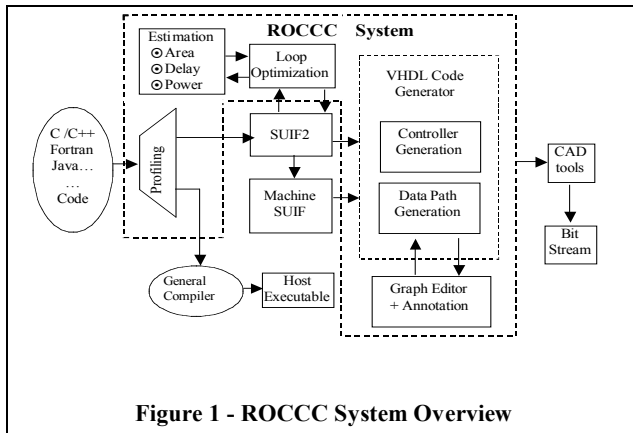 ROCCC System
Estimation
⊙ Area
⊙ Delay
⊙ Power
Loop
Optimization
VHDL Code
Generator
C /C++
Fortran
Java…
…
Code
Profiling
SUIF2
Controller
Generation
CAD
tools
Machine
SUIF
Data Path
Generation
Bit
Stream
General
Compiler
Host
Executable
Graph Editor
+ Annotation
Figure 1 - ROCCC System Overview